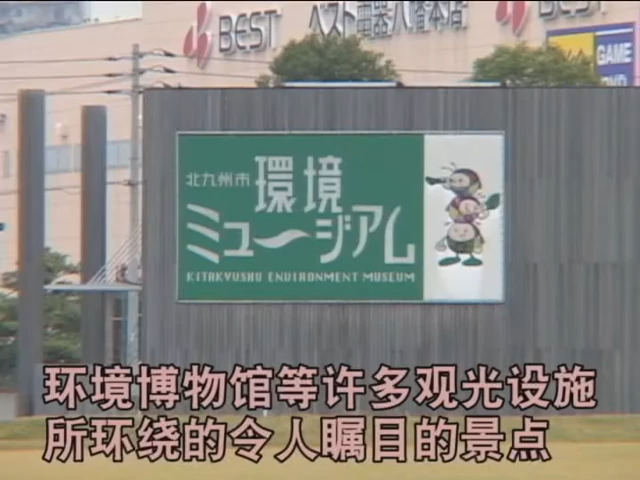 BEST ベスト電器八幡本店
GAME
DVD
北九州市 環境
ミュージアム
KITAKYUSHU ENVIRONMENT MUSEUM
环境博物馆等许多观光设施
所环绕的令人瞩目的景点